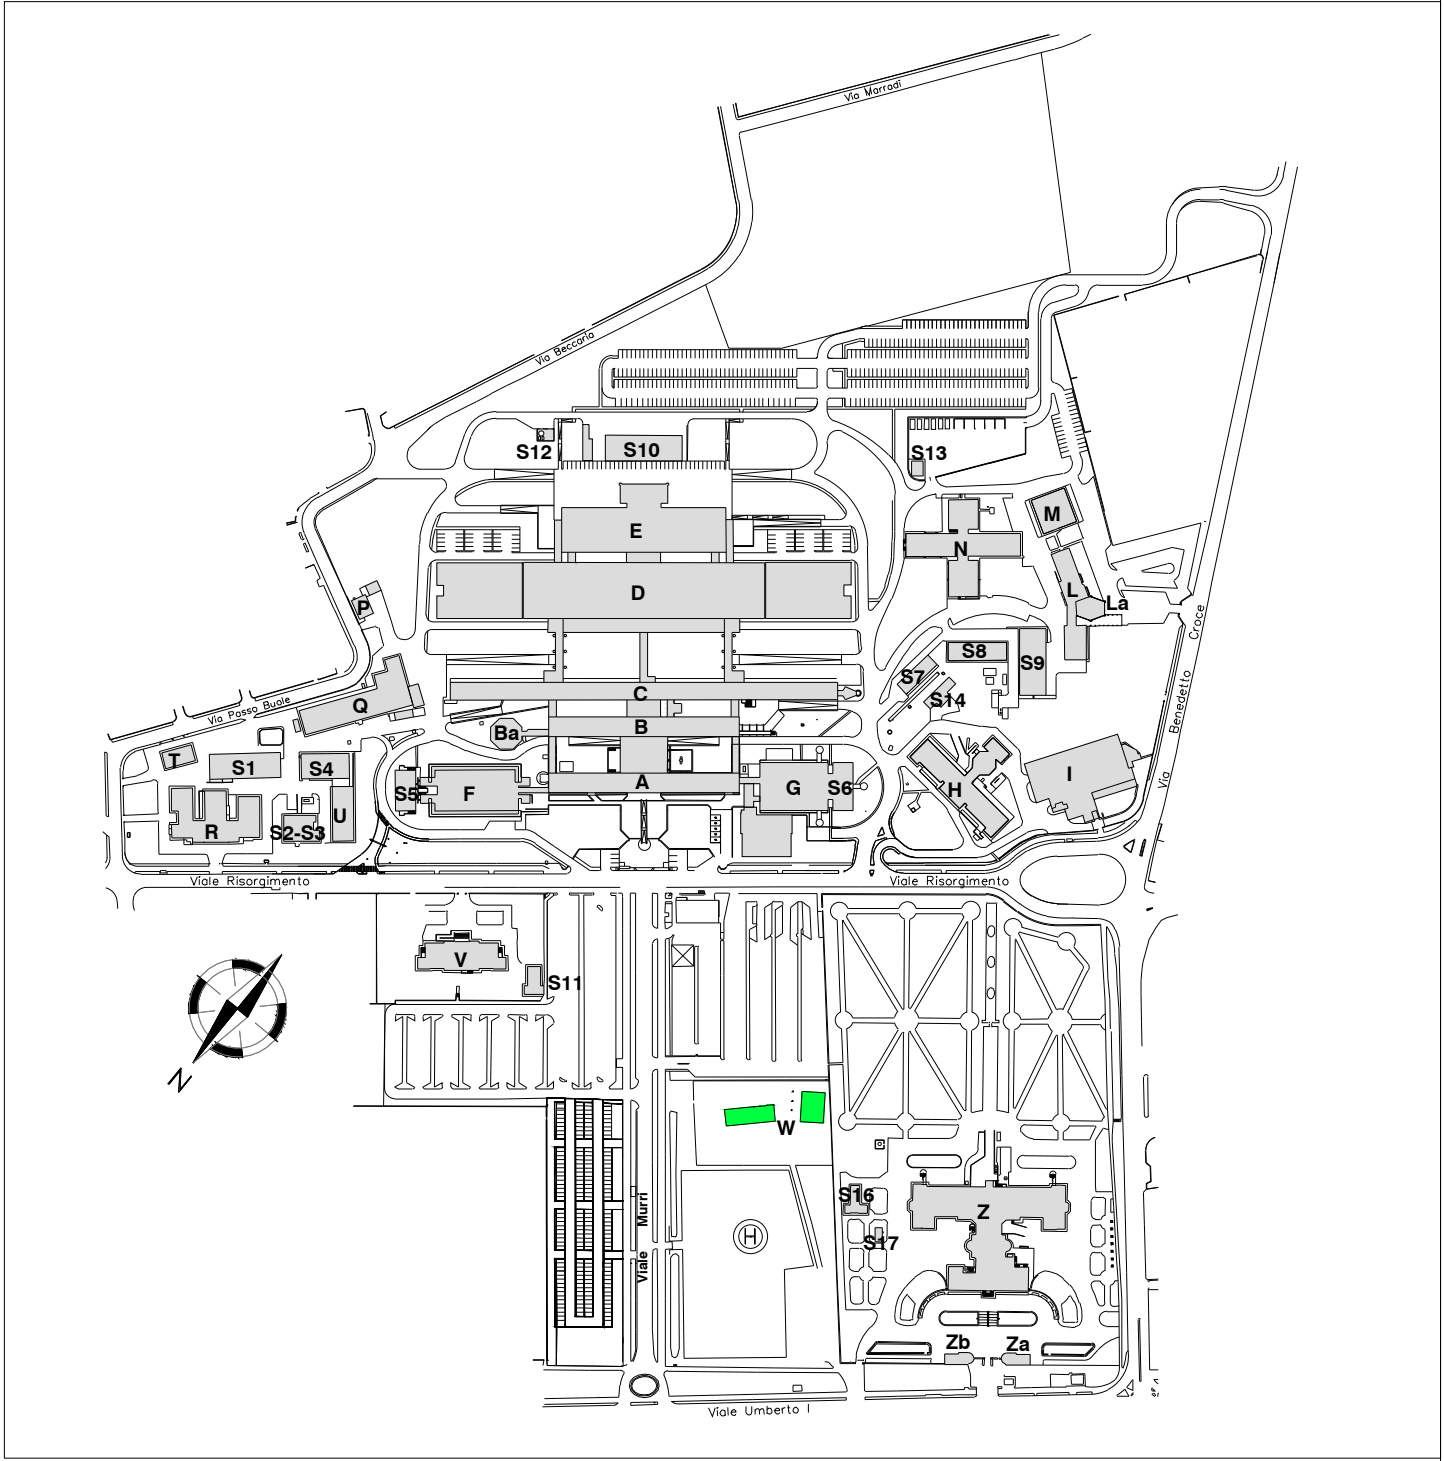 Via Marradi
Via Beccaria
S12
S10
S13
E
M
N
D
L
La
P
Croce
S8
S9
S7
C
S14
Q
Via Passo Buole
Benedetto
B
Ba
T
S1
S4
I
A
G
S6
H
S5
F
Via
U
R
S2-S3
Viale Risorgimento
Viale Risorgimento
V
S11
N
W
S16
Murri
Z
H
S17
Viale
Zb
Za
Viale Umberto I